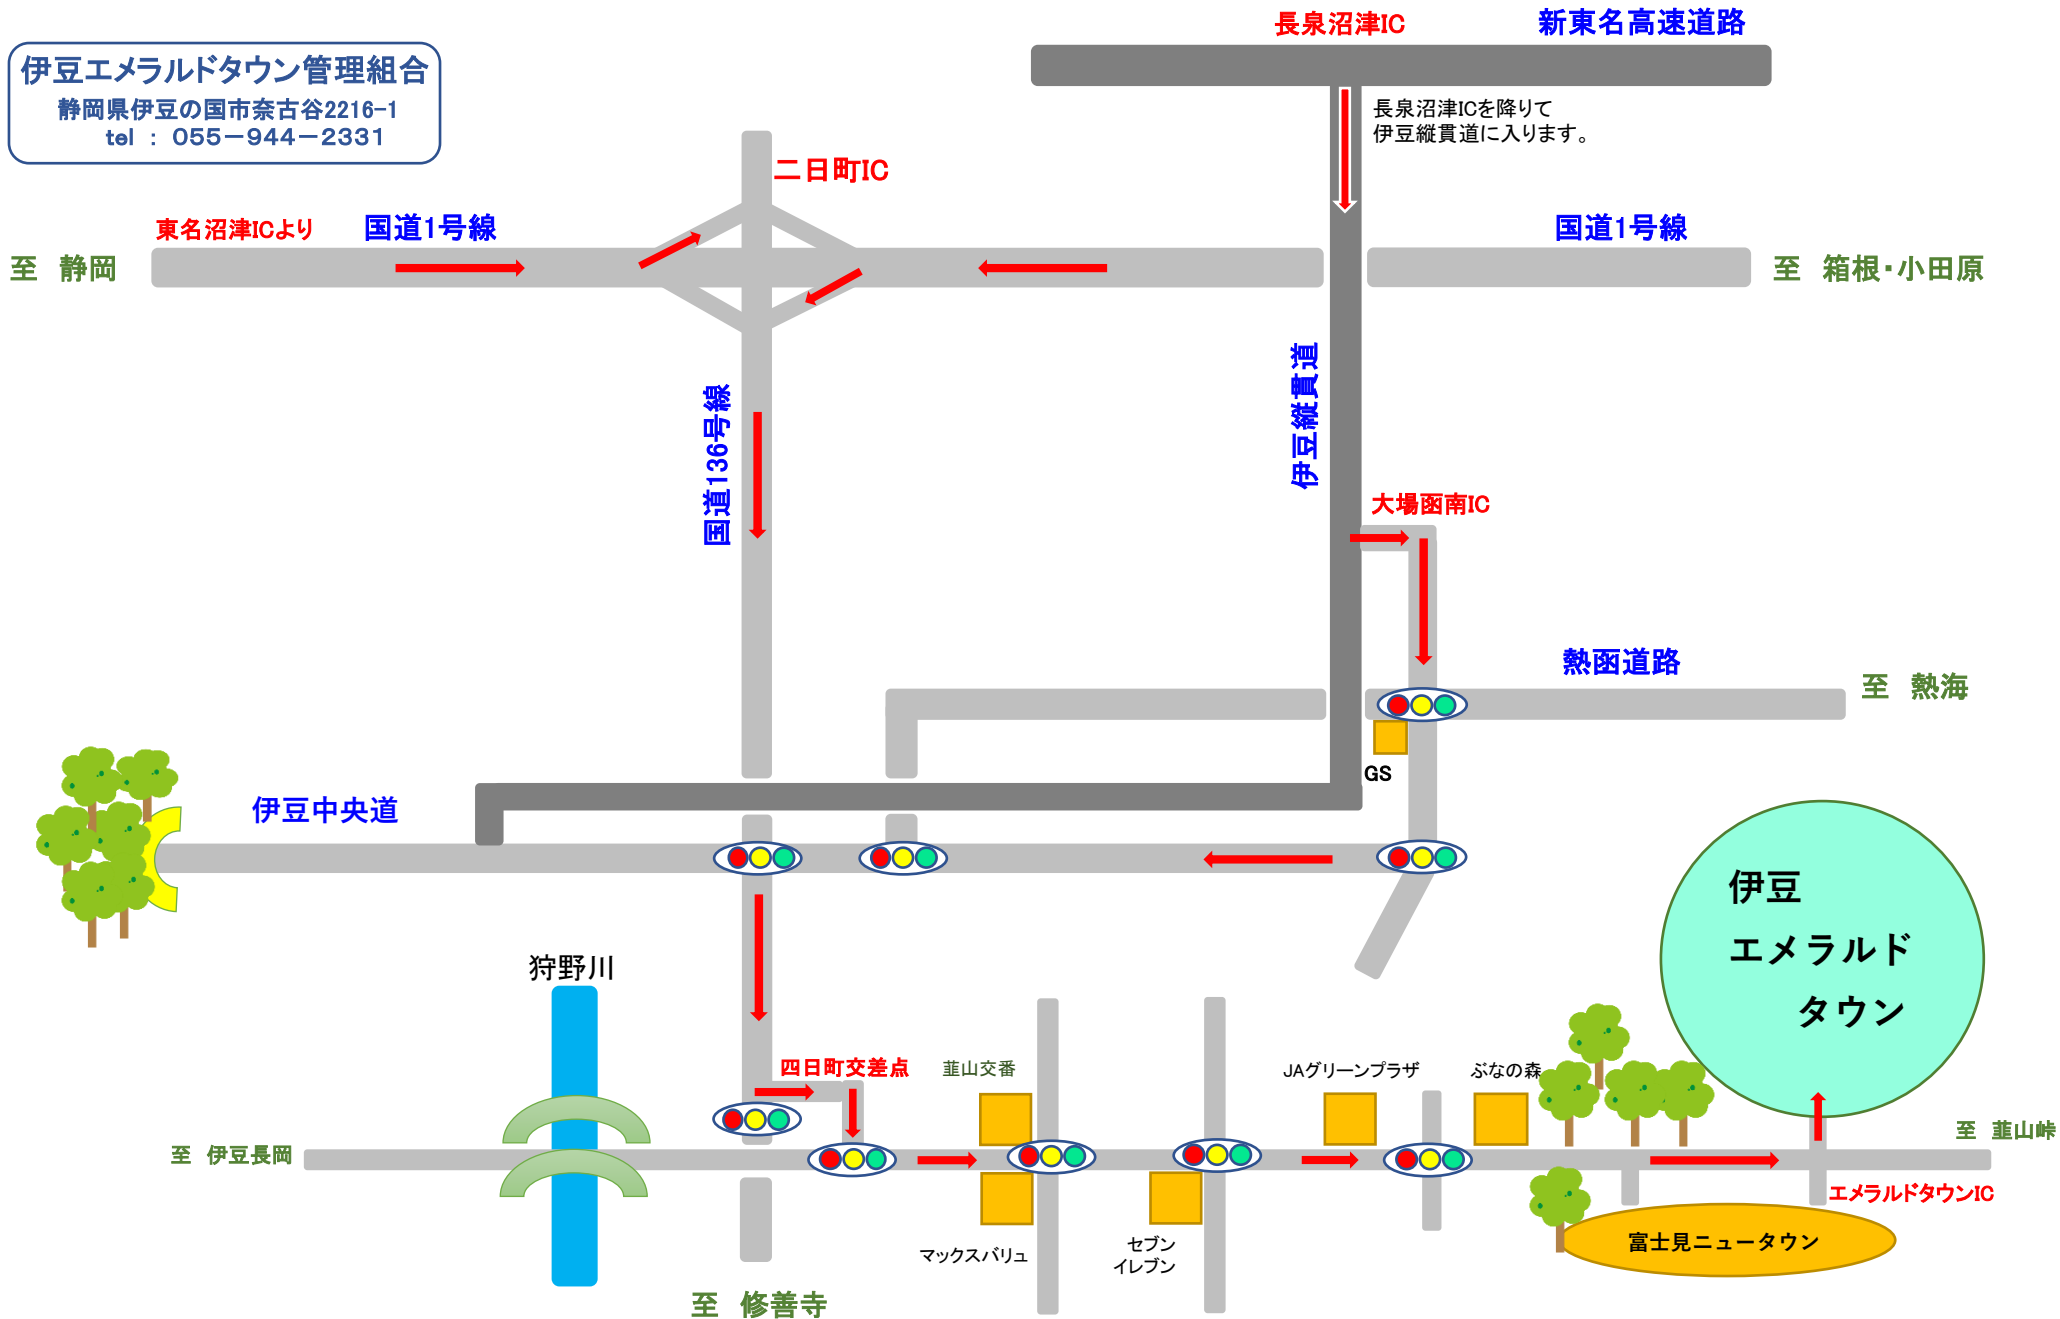 長泉沼津IC
新東名高速道路
伊豆エメラルドタウン管理組合
静岡県伊豆の国市奈古谷2216-1
tel : 055-944-2331
長泉沼津ICを降りて
伊豆縦貫道に入ります。
二日町IC
東名沼津ICより
国道1号線
国道1号線
至 静岡
至 箱根・小田原
国道136号線
伊豆縦貫道
大場函南IC
熱函道路
至 熱海
GS
伊豆中央道
伊豆
エメラルド
タウン
狩野川
四日町交差点
韮山交番
JAグリーンプラザ
ぶなの森
至 伊豆長岡
至 韮山峠
エメラルドタウンIC
マックスバリュ
セブン
イレブン
富士見ニュータウン
至 修善寺